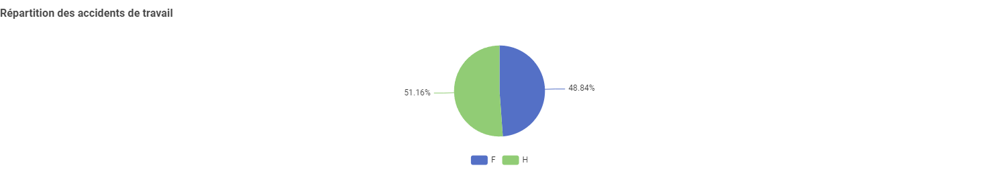 Répartition des accidents de travail
51.16%
48.84%
F
H